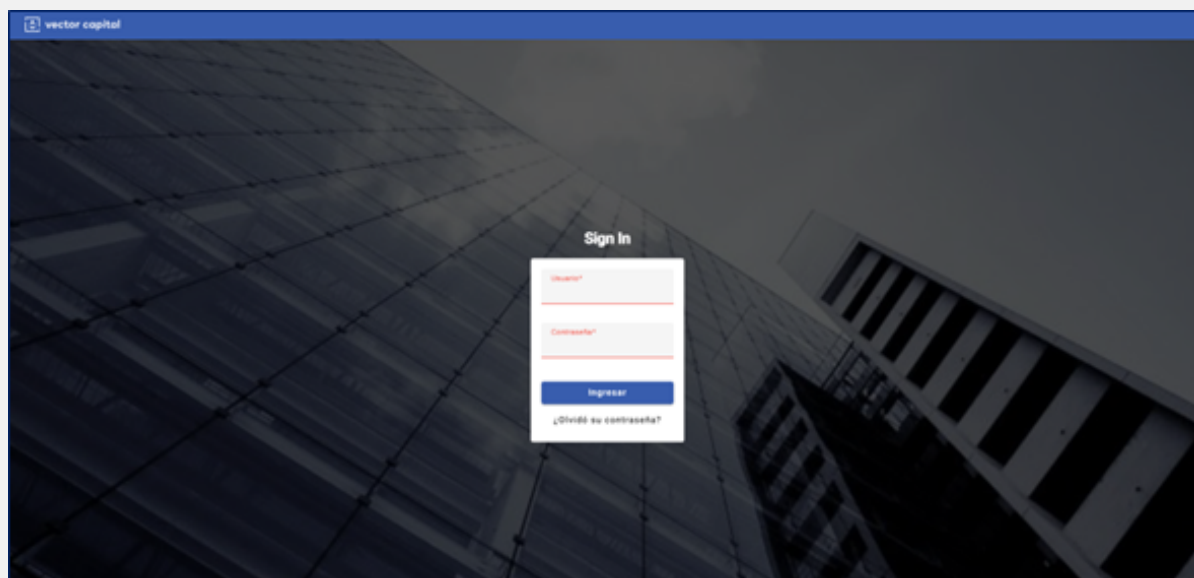 vector capital
Sign In
Usuario*
Contraseña*
Ingresar
¿Olvidó su contraseña?